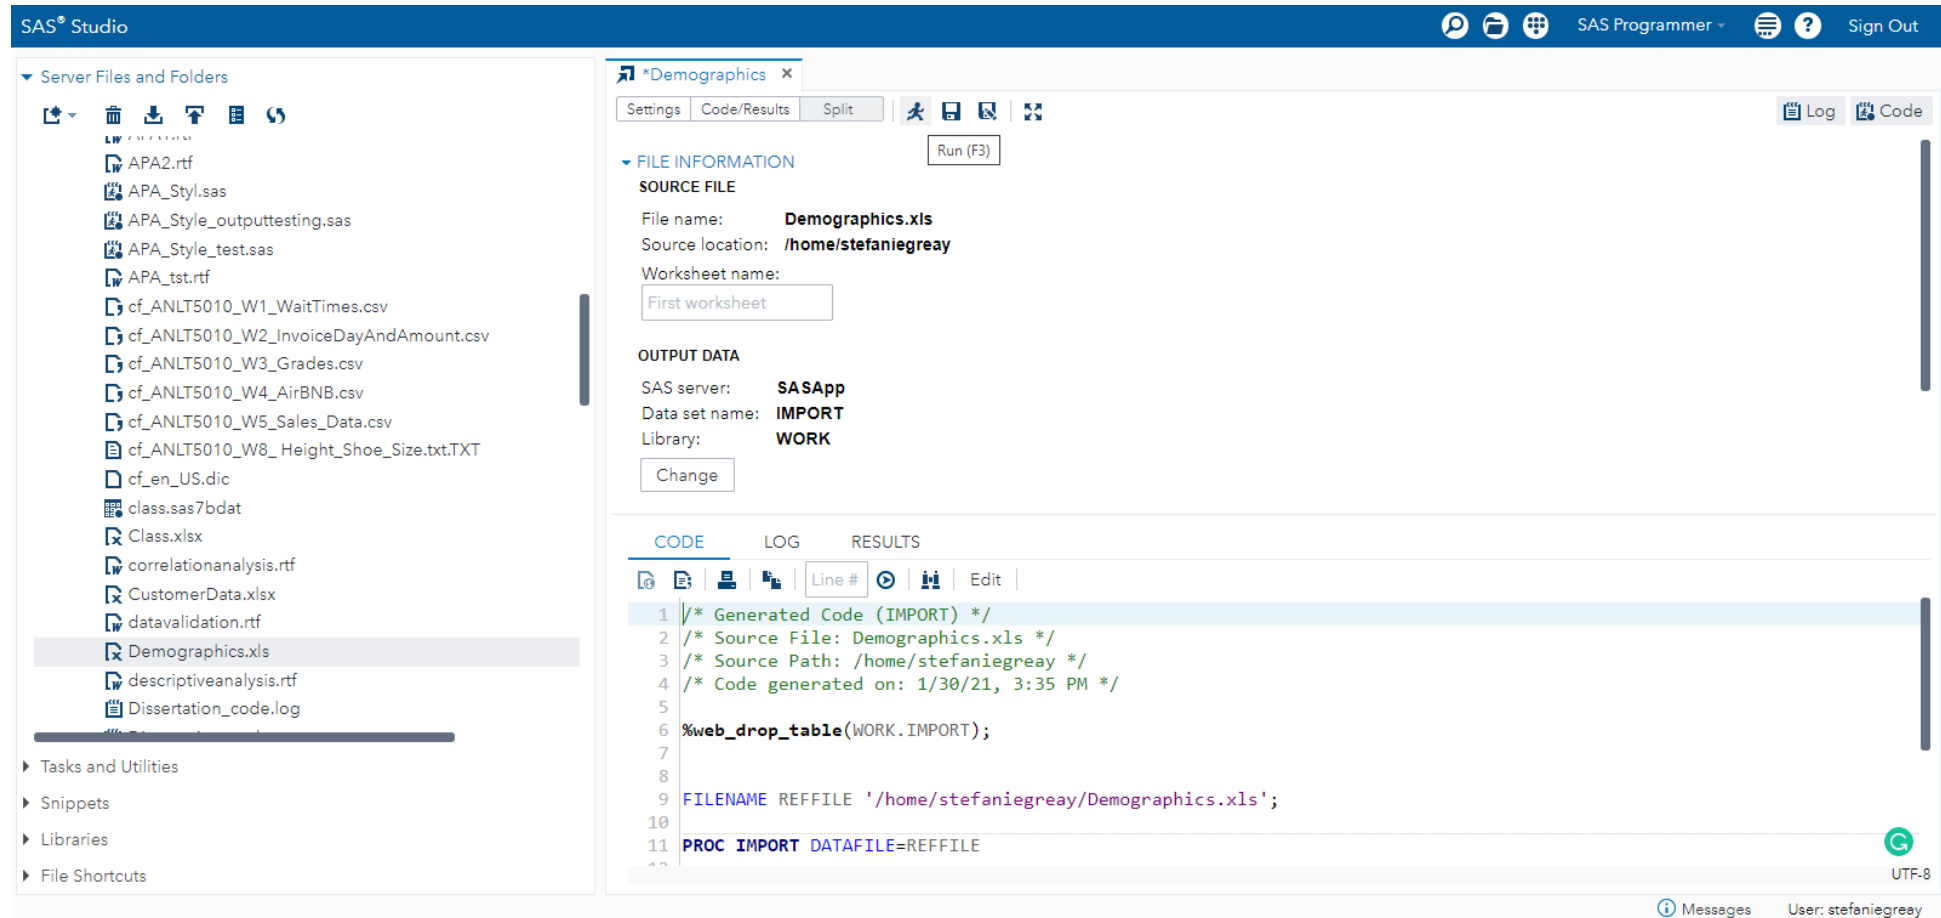 SAS® Studio
SAS Programmer
Sign Out
Server Files and Folders
APA2.rtf
APA_Styl.sas
APA_Style_outputtesting.sas
APA_Style_test.sas
APA_tst.rtf
cf_ANLT5010_W1_WaitTimes.csv
cf_ANLT5010_W2_InvoiceDayAndAmount.csv
cf_ANLT5010_W3_Grades.csv
cf_ANLT5010_W4_AirBNB.csv
cf_ANLT5010_W5_Sales_Data.csv
cf_ANLT5010_W8_ Height_Shoe_Size.txt.TXT
cf_en_US.dic
class.sas7bdat
Class.xlsx
correlationanalysis.rtf
CustomerData.xlsx
datavalidation.rtf
Demographics.xls
descriptiveanalysis.rtf
Dissertation_code.log
Tasks and Utilities
Snippets
Libraries
File Shortcuts
*Demographics
Settings
Code/Results
Split
Log
Code
Run (F3)
FILE INFORMATION
SOURCE FILE
File name: Demographics.xls
Source location: /home/stefaniegreay
Worksheet name:
First worksheet
OUTPUT DATA
SAS server: SASApp
Data set name: IMPORT
Library: WORK
Change
CODE
LOG
RESULTS
Line #
Edit
1 /* Generated Code (IMPORT) */
2 /* Source File: Demographics.xls */
3 /* Source Path: /home/stefaniegreay */
4 /* Code generated on: 1/30/21, 3:35 PM */
5
6 %web_drop_table(WORK.IMPORT);
7
8
9 FILENAME REFFILE '/home/stefaniegreay/Demographics.xls';
10
11 PROC IMPORT DATAFILE=REFFILE
UTF-8
Messages
User: stefaniegreay